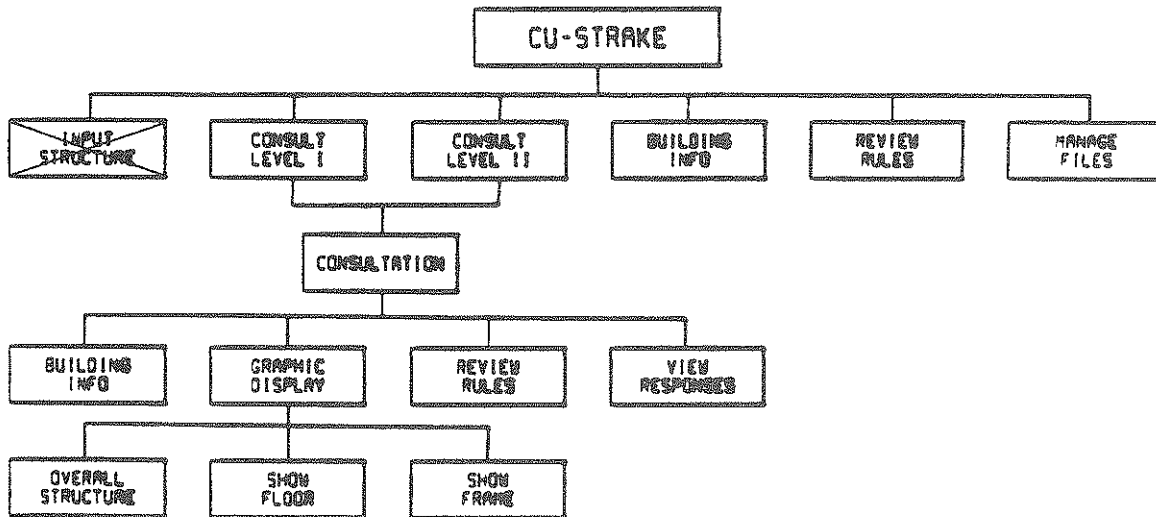 CU-STRAKE
INPUT
STRUCTURE
CONSULT
LEVEL I
CONSULT
LEVEL II
BUILDING
INFO
REVIEW
RULES
MANAGE
FILES
CONSULTATION
BUILDING
INFO
GRAPHIC
DISPLAY
REVIEW
RULES
VIEW
RESPONSES
OVERALL
STRUCTURE
SHOW
FLOOR
SHOW
FRAME